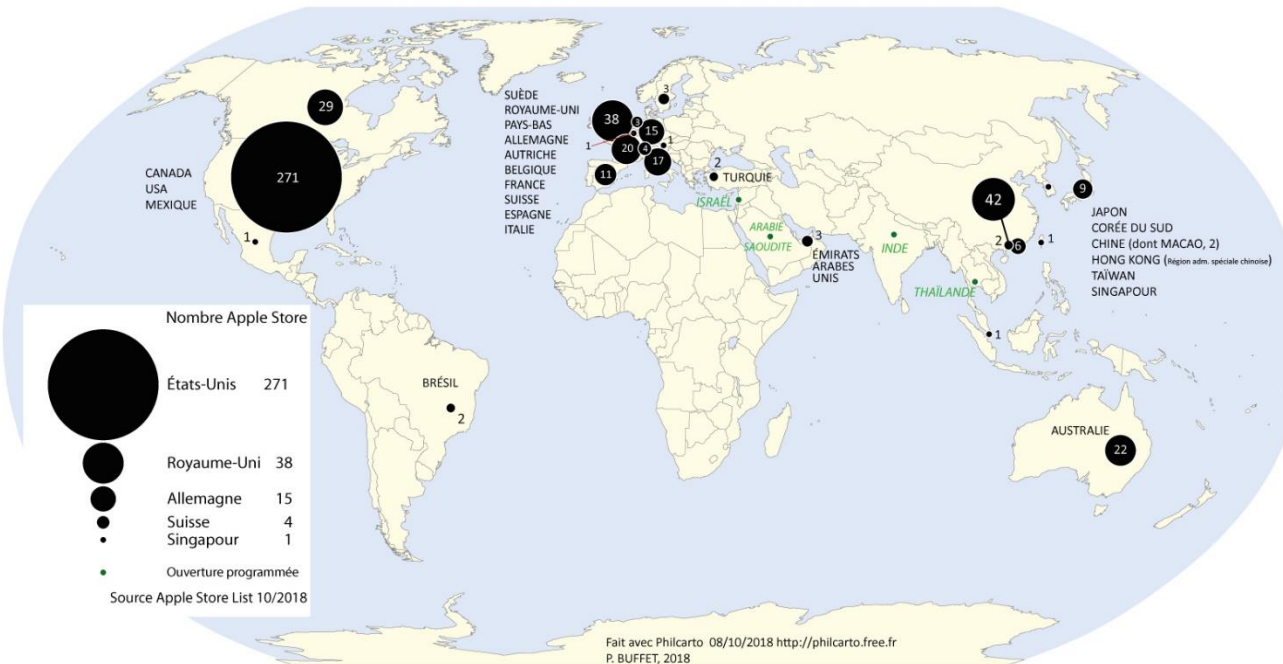 29
271
CANADA
USA
MEXIQUE
1
SUÈDE
ROYAUME-UNI
PAYS-BAS
ALLEMAGNE
AUTRICHE
BELGIQUE
FRANCE
SUISSE
ESPAGNE
ITALIE
3
38
3
15
1
1
20
4
17
11
2
TURQUIE
ISRAËL
ARABIE
SAOUDITE
3
ÉMIRATS
ARABES
UNIS
INDE
THAÏLANDE
42
1
9
2
6
1
JAPON
CORÉE DU SUD
CHINE (dont MACAO, 2)
HONG KONG (Région adm. spéciale chinoise)
TAÏWAN
SINGAPOUR
1
BRÉSIL
2
AUSTRALIE
22
Nombre Apple Store
États-Unis 271
Royaume-Uni 38
Allemagne 15
Suisse 4
Singapour 1
Ouverture programmée
Source Apple Store List 10/2018
Fait avec Philcarto 08/10/2018 http://philcarto.free.fr
P. BUFFET, 2018